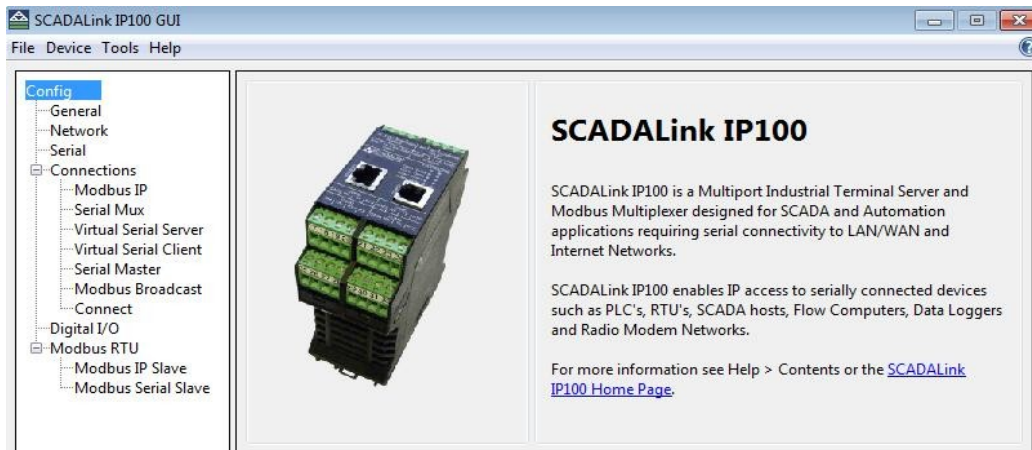 SCADALink IP100 GUI
File Device Tools Help
Config
General
Network
Serial
Connections
Modbus IP
Serial Mux
Virtual Serial Server
Virtual Serial Client
Serial Master
Modbus Broadcast
Connect
Digital I/O
Modbus RTU
Modbus IP Slave
Modbus Serial Slave
SCADALink IP100
SCADALink IP100 is a Multiport Industrial Terminal Server and
Modbus Multiplexer designed for SCADA and Automation
applications requiring serial connectivity to LAN/WAN and
Internet Networks.
SCADALink IP100 enables IP access to serially connected devices
such as PLC's, RTU's, SCADA hosts, Flow Computers, Data Loggers
and Radio Modem Networks.
For more information see Help > Contents or the SCADALink
IP100 Home Page.